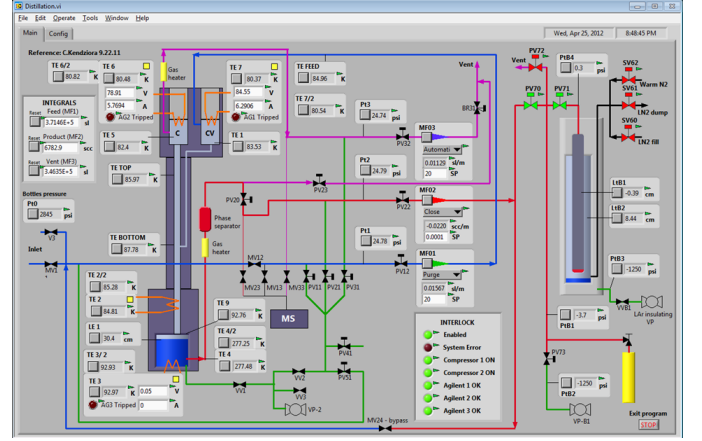 Distillation.vi
File Edit Operate Tools Window Help
Main Config
Wed, Apr 25, 2012 8:48:45 PM
Reference: C.Kendziora 9.22.11
TE 6/2
80.82 K
TE 6
80.48 K
78.91 V
5.7694 A
AG2 Tripped
Gas heater
TE 7
80.37 K
84.55 V
6.2906 A
AG1 Tripped
TE FEED
84.96 K
TE 7/2
80.54 K
INTEGRALS
Reset Feed (MF1)
3.7146E+5 sl
Reset Product (MF2)
6782.9 scc
Reset Vent (MF3)
3.4635E+5 sl
C CV
TE 5
82.4 K
TE 1
83.53 K
TE TOP
85.97 K
TE BOTTOM
87.78 K
Bottles pressure
Pt0
2845 psi
V3
Inlet
MV1
PV20
PV23
Phase separator
Gas heater
MV12
MV23 MV13 MV33 PV11 PV21 PV31
MS
TE 2/2
85.28 K
TE 2
84.81 K
LE 1
30.4 cm
TE 3/ 2
92.93 K
TE 3
92.97 K
0.05 V
AG3 Tripped 0 A
TE 9
92.76 K
TE 4/2
277.25 K
TE 4
277.48 K
VV1
VV2
VV3
VP-2
PV41
PV51
MV24 - bypass
Vent
BR31
Pt3
24.74 psi
PV32
MF03
Automati
0.01129 sl/m
20 SP
Pt2
24.79 psi
PV22
MF02
Close
-0.0220 scc/m
0.0001 SP
Pt1
24.78 psi
PV12
MF01
Purge
0.01567 sl/m
20 SP
INTERLOCK
Enabled
System Error
Compressor 1 ON
Compressor 2 ON
Agilent 1 OK
Agilent 2 OK
Agilent 3 OK
PV72
Vent
PV70 PV71
PtB4
0.3 psi
SV62
Warm N2
SV61
LN2 dump
SV60
LN2 fill
LtB1
-0.39 cm
LtB2
8.44 cm
PtB3
-1250 psi
VVB1
LAr insulating VP
-3.7 psi
PtB1
PV73
-1250 psi
PtB2
VP-B1
Exit program
STOP